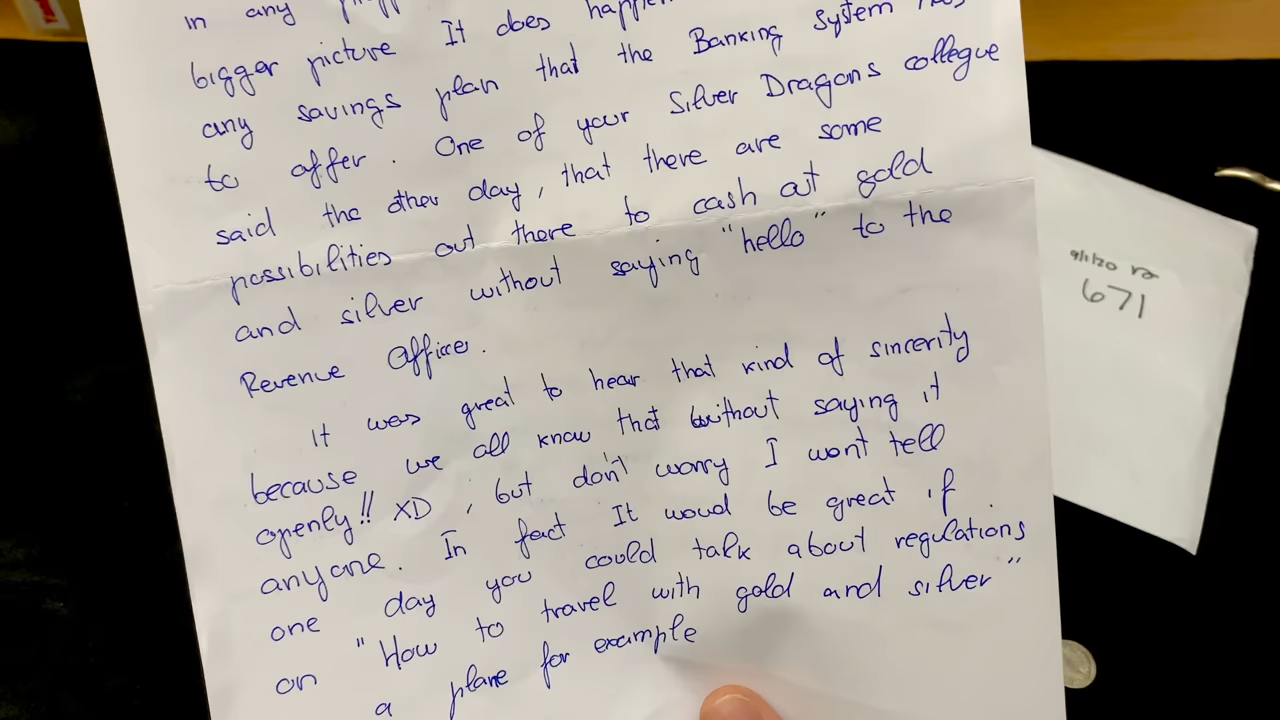 in any
bigger picture It does happen
any savings plan that the Banking system has
to affer. One of your Silver Dragons collegue
said the other day, that there are some
possibilities out there to cash at gold
and silver without saying "hello" to the
Revenue Office.
It was great to hear that kind of sincerity
because we all know that without saying it
openly!! XD, but don't worry I wont tell
anyone. In fact It woud be great if
one day you could talk about regulations
on "How to travel with gold and silver"
a plane for example
9/1/20
671